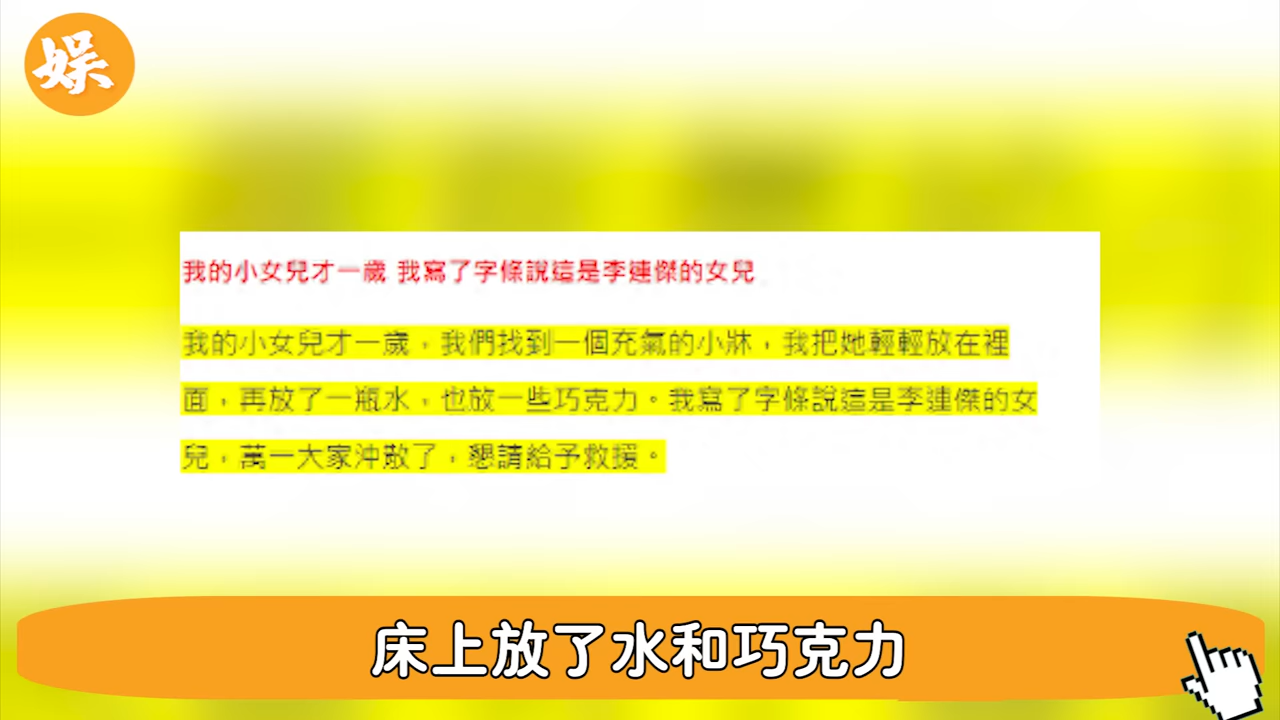 娱
我的小女兒才一歲 我寫了字條說這是李連傑的女兒
我的小女兒才一歲，我們找到一個充氣的小牀，我把她輕輕放在裡
面，再放了一瓶水，也放一些巧克力。我寫了字條說這是李連傑的女
兒，萬一大家沖散了，懇請給予救援。
床上放了水和巧克力